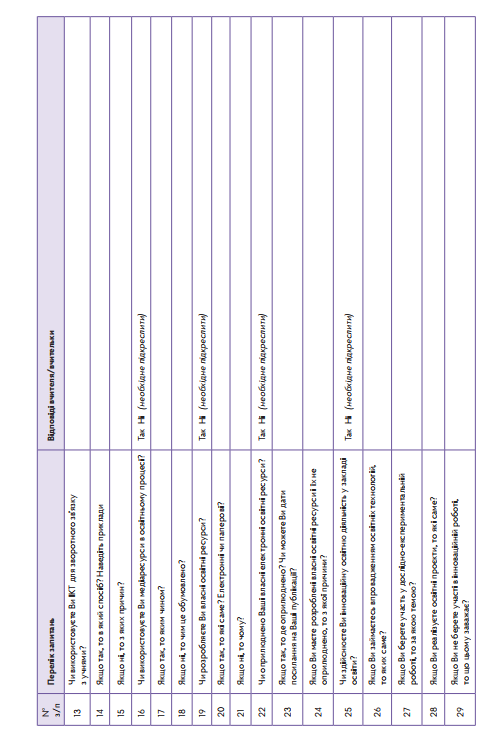 № з/п Перелік запитань Відповіді вчителя/вчительки
13 Чи використовуєте Ви ІКТ для зворотного зв'язку
з учнями?
14 Якщо так, то в який спосіб? Наведіть приклади
15 Якщо ні, то з яких причин?
16 Чи використовуєте Ви медіаресурси в освітньому процесі? Так Ні (необхідне підкреслити)
17 Якщо так, то яким чином?
18 Якщо ні, то чим це обумовлено?
19 Чи розробляєте Ви власні освітні ресурси? Так Ні (необхідне підкреслити)
20 Якщо так, то які саме? Електронні чи паперові?
21 Якщо ні, то чому?
22 Чи оприлюднено Ваші власні електронні освітні ресурси? Так Ні (необхідне підкреслити)
23 Якщо так, то де оприлюднено? Чи можете Ви дати
посилання на Ваші публікації?
24 Якщо Ви маєте розроблені власні освітні ресурси і їх не
оприлюднено, то з якої причини?
25 Чи здійснюєте Ви інноваційну освітню діяльність у закладі
освіти? Так Ні (необхідне підкреслити)
26 Якщо Ви займаєтесь впровадженням освітніх технологій,
то яких саме?
27 Якщо Ви берете участь у дослідно-експериментальній
роботі, то за якою темою?
28 Якщо Ви реалізуєте освітні проєкти, то які саме?
29 Якщо Ви не берете участі в інноваційній роботі,
то що цьому заважає?